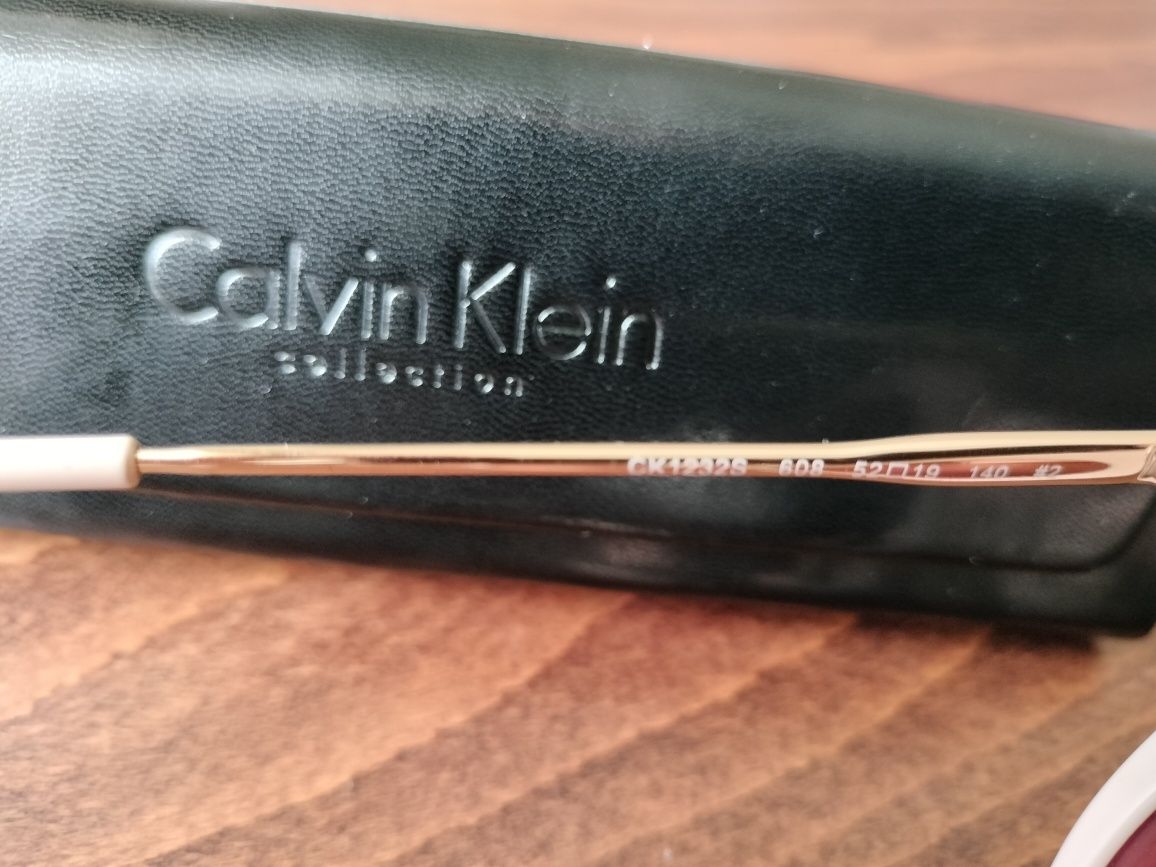 Calvin Klein
collection
CK1232S 608 52□19 140 #2